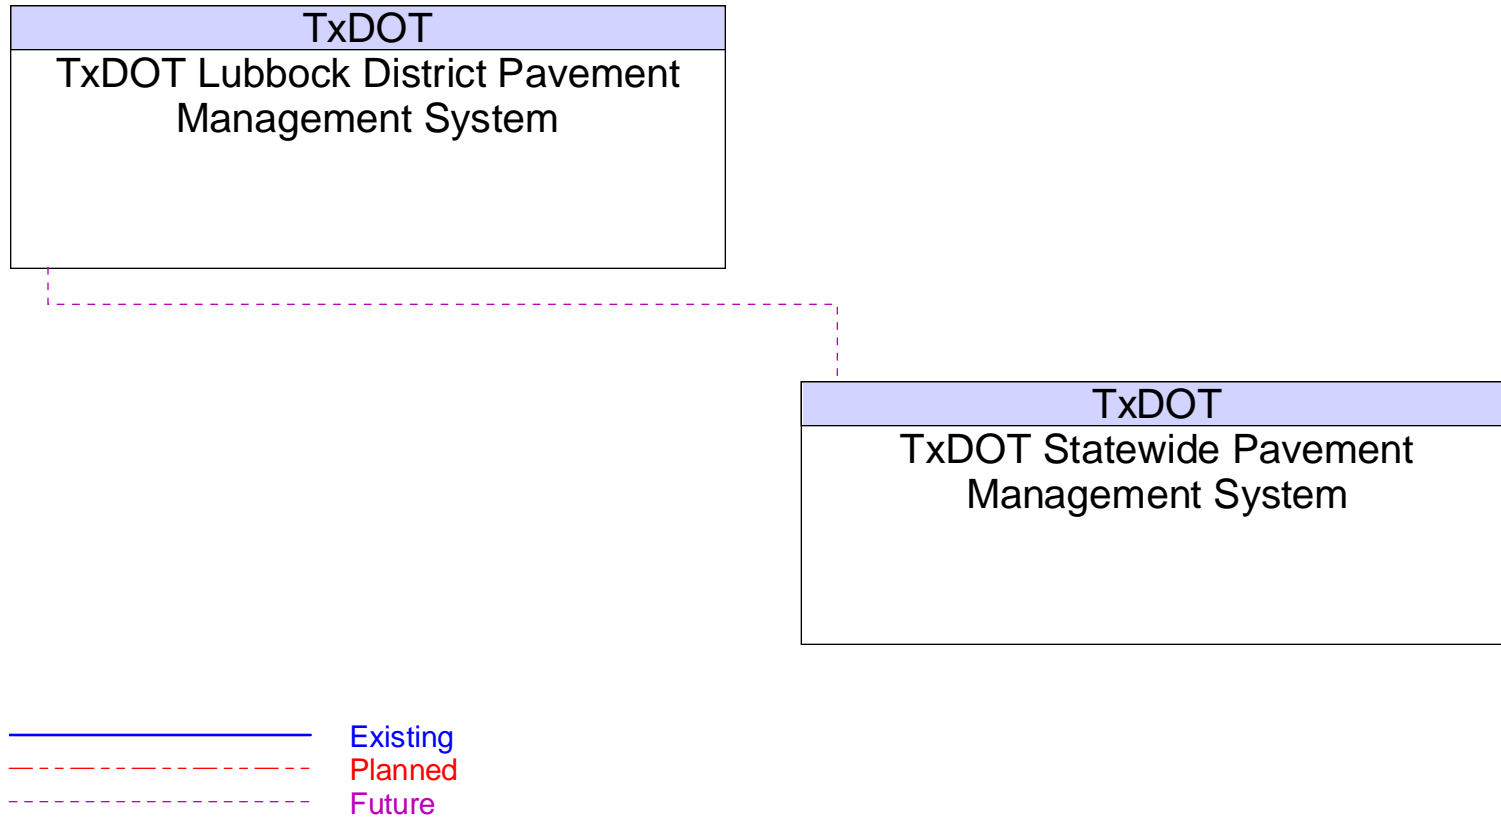 TxDOT
TxDOT Lubbock District Pavement
Management System
TxDOT
TxDOT Statewide Pavement
Management System
Existing
Planned
Future